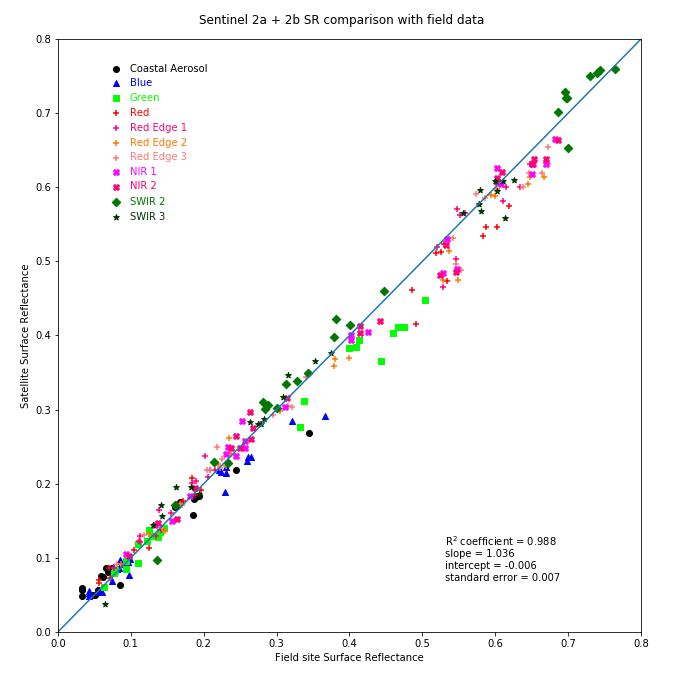 Sentinel 2a + 2b SR comparison with field data
0.8
0.7
0.6
0.5
0.4
0.3
0.2
0.1
0.0
Satellite Surface Reflectance
Coastal Aerosol
Blue
Green
Red
Red Edge 1
Red Edge 2
Red Edge 3
NIR 1
NIR 2
SWIR 2
SWIR 3
R² coefficient = 0.988
slope = 1.036
intercept = -0.006
standard error = 0.007
0.0 0.1 0.2 0.3 0.4 0.5 0.6 0.7 0.8
Field site Surface Reflectance